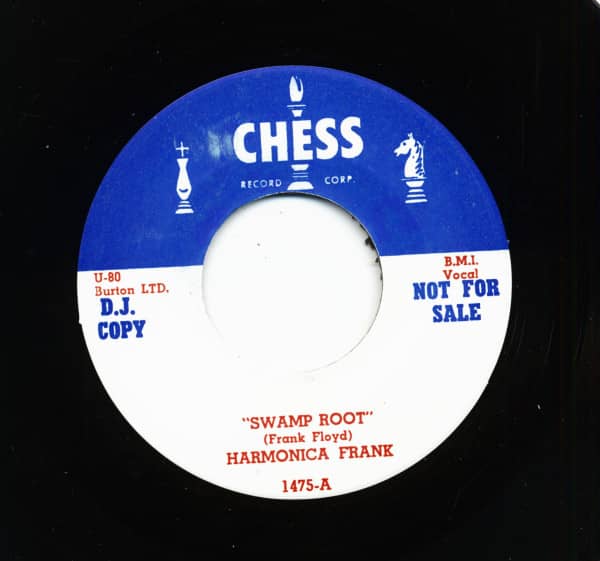 CHESS
RECORD CORP.
U-80
Burton LTD.
D.J.
COPY
B.M.I.
Vocal
NOT FOR
SALE
"SWAMP ROOT"
(Frank Floyd)
HARMONICA FRANK
1475-A